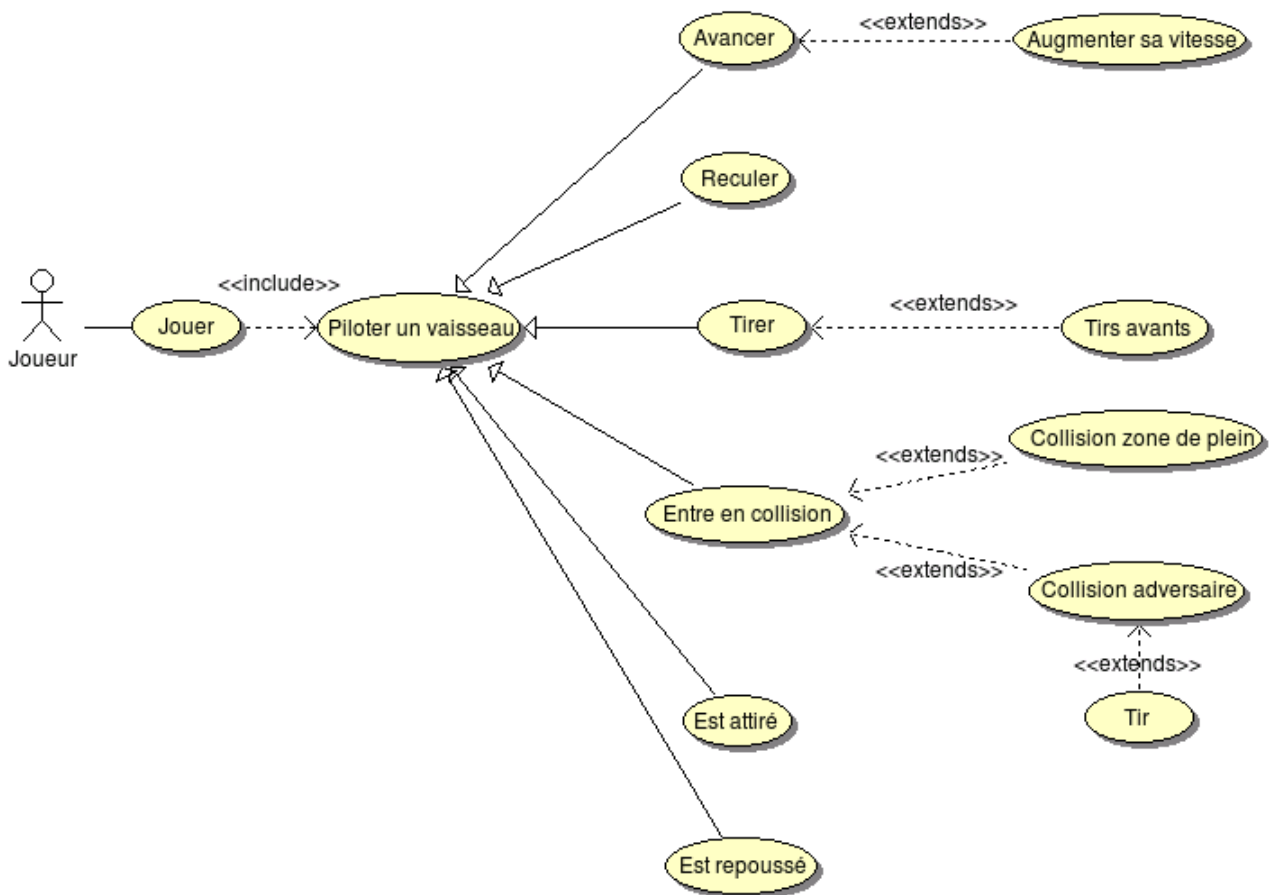 Avancer
<<extends>>
Augmenter sa vitesse
Reculer
<<include>>
Joueur
Jouer
Piloter un vaisseau
Tirer
<<extends>>
Tirs avants
Entre en collision
<<extends>>
Collision zone de plein
<<extends>>
Collision adversaire
<<extends>>
Tir
Est attiré
Est repoussé